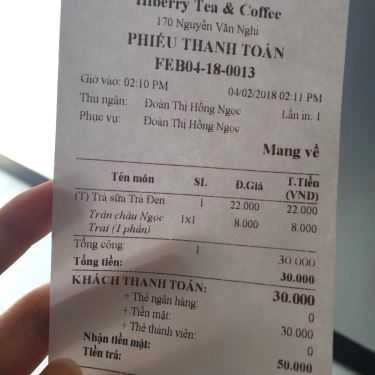 Hiberry Tea & Coffee
170 Nguyễn Văn Nghi
PHIẾU THANH TOÁN
FEB04-18-0013
Giờ vào: 02:10 PM 04/02/2018 02:11 PM
Thu ngân: Đoàn Thị Hồng Ngọc Lần in: 1
Phục vụ: Đoàn Thị Hồng Ngọc
Mang về
Tên món SL Đ.Giá T.Tiền
(VND)
(T) Trà sữa Trà Đen 1 22.000 22.000
Trân châu Ngọc 1x1 8.000 8.000
Trai (1 phần)
Tổng công: 1 30.000
Tổng tiền: 30.000
KHÁCH THANH TOÁN: 30.000
+ Thẻ ngân hàng: 0
+ Tiền mặt: 30.000
+ Thẻ thành viên: 0
Nhận tiền mặt: 50.000
Tiền trả: